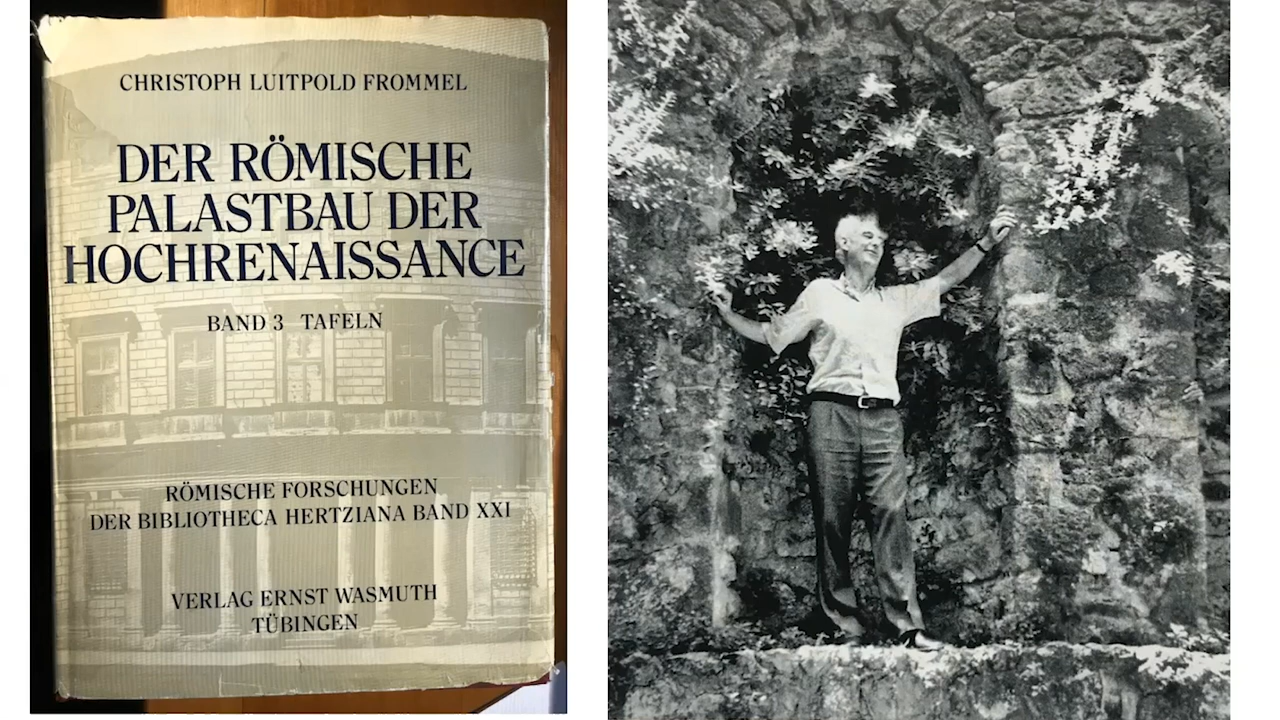 CHRISTOPH LUITPOLD FROMMEL
DER RÖMISCHE
PALASTBAU DER
HOCHRENAISSANCE
BAND 3 TAFELN
RÖMISCHE FORSCHUNGEN
DER BIBLIOTHECA HERTZIANA BAND XXI
VERLAG ERNST WASMUTH
TÜBINGEN